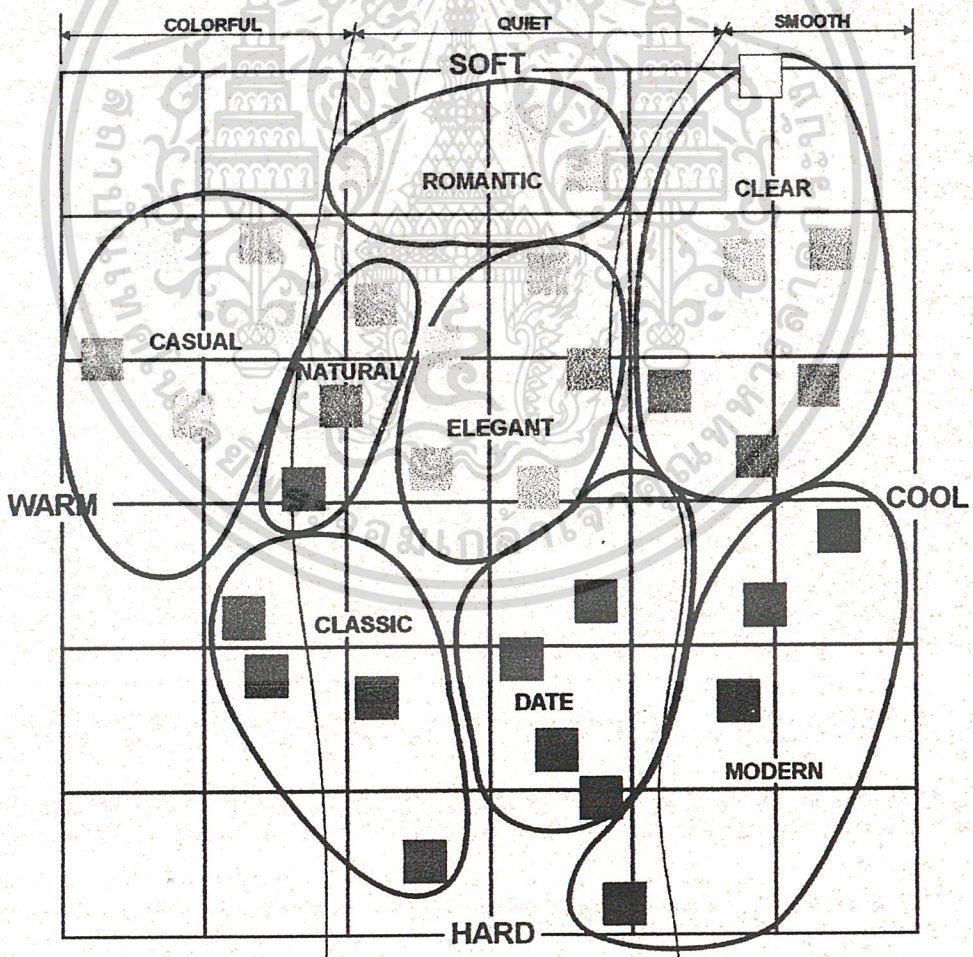 COLORFUL QUIET SMOOTH
SOFT
ROMANTIC
CLEAR
CASUAL
NATURAL
ELEGANT
WARM
COOL
CLASSIC
DATE
MODERN
HARD